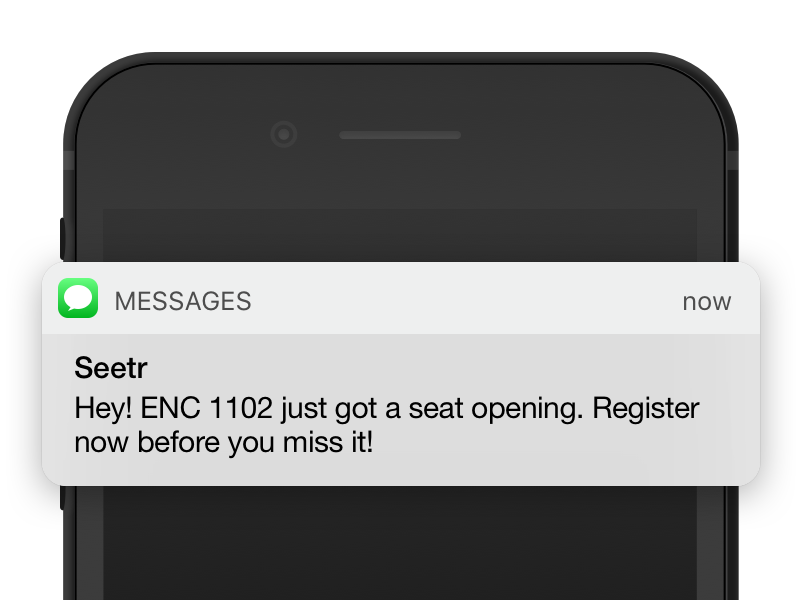 MESSAGES now
Seetr
Hey! ENC 1102 just got a seat opening. Register
now before you miss it!